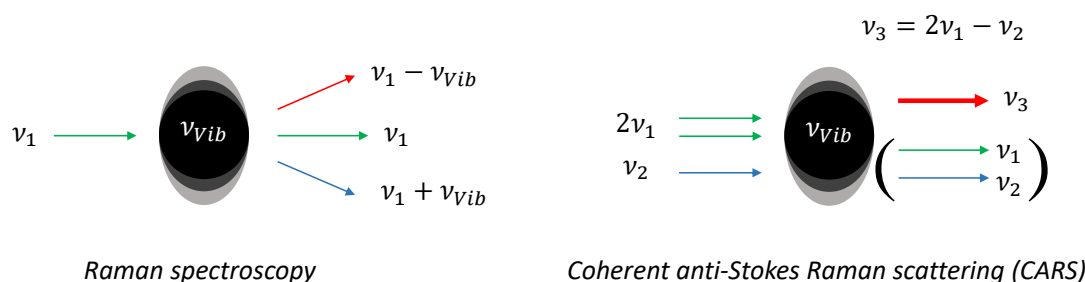 ν₃ = 2ν₁ − ν₂
ν₁ − ν_Vib
ν₁
ν_Vib
ν₁
ν₁ + ν_Vib
2ν₁
ν₂
ν_Vib
ν₃
( ν₁
ν₂ )
Raman spectroscopy
Coherent anti-Stokes Raman scattering (CARS)